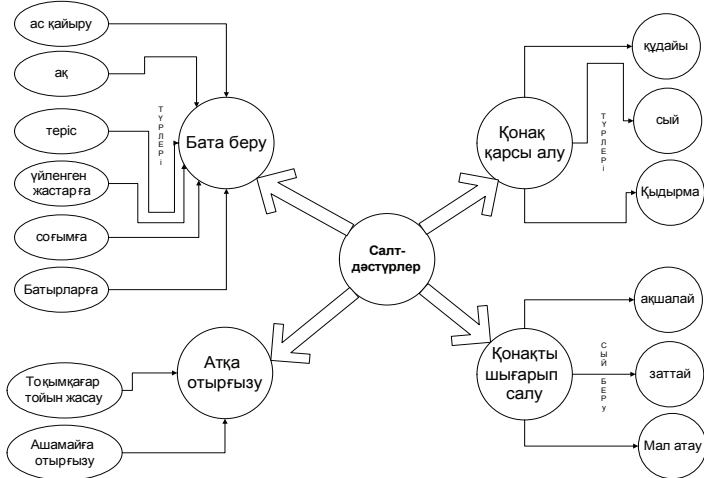 ас қайыру
ақ
теріс
үйленген
жастарға
соғымға
Батырларға
ТҮРЛЕРі
Бата беру
Қонақ
қарсы алу
ТҮРЛЕРі
құдайы
сый
Қыдырма
Салт-
дәстүрлер
Тоқымқағар
тойын жасау
Ашамайға
отырғызу
Атқа
отырғызу
Қонақты
шығарып
салу
СЫЙ БЕРУ
ақшалай
заттай
Мал атау